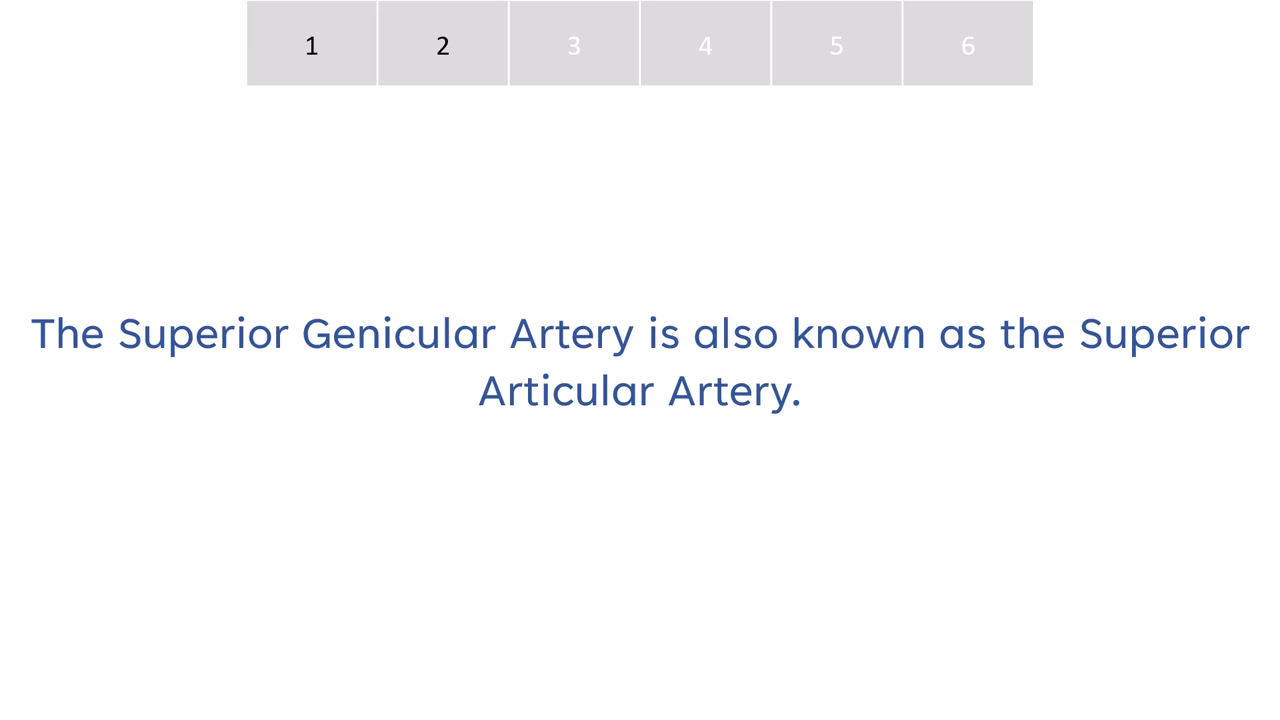 1 2 3 4 5 6
The Superior Genicular Artery is also known as the Superior
Articular Artery.